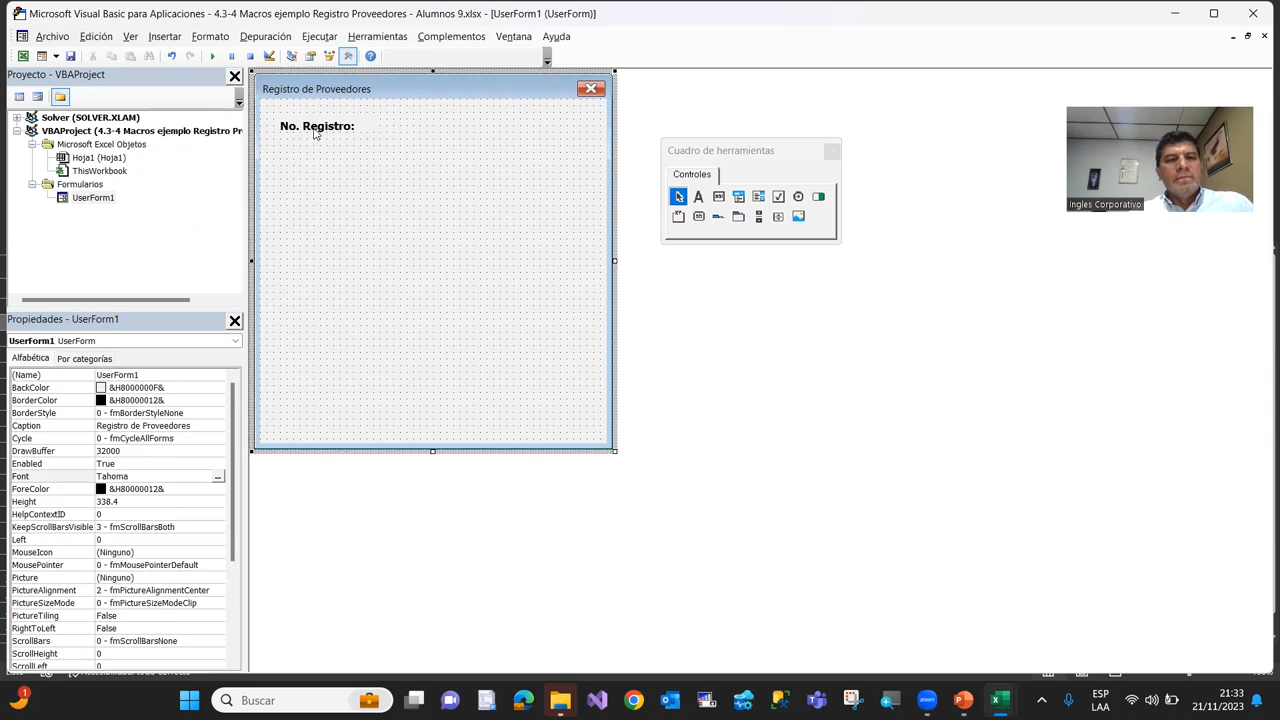 Microsoft Visual Basic para Aplicaciones - 4.3-4 Macros ejemplo Registro Proveedores - Alumnos 9.xlsx - [UserForm1 (UserForm)]
Archivo Edición Ver Insertar Formato Depuración Ejecutar Herramientas Complementos Ventana Ayuda
Proyecto - VBAProject
Solver (SOLVER.XLAM)
VBAProject (4.3-4 Macros ejemplo Registro Pr
Microsoft Excel Objetos
Hoja1 (Hoja1)
ThisWorkbook
Formularios
UserForm1
Registro de Proveedores
No. Registro:
Cuadro de herramientas
Controles
Ingles Corporativo
Propiedades - UserForm1
UserForm1 UserForm
Alfabética Por categorías
(Name) UserForm1
BackColor &H8000000F&
BorderColor &H80000012&
BorderStyle 0 - fmBorderStyleNone
Caption Registro de Proveedores
Cycle 0 - fmCycleAllForms
DrawBuffer 32000
Enabled True
Font Tahoma ...
ForeColor &H80000012&
Height 338.4
HelpContextID 0
KeepScrollBarsVisible 3 - fmScrollBarsBoth
Left 0
MouseIcon (Ninguno)
MousePointer 0 - fmMousePointerDefault
Picture (Ninguno)
PictureAlignment 2 - fmPictureAlignmentCenter
PictureSizeMode 0 - fmPictureSizeModeClip
PictureTiling False
RightToLeft False
ScrollBars 0 - fmScrollBarsNone
ScrollHeight 0
ScrollLeft 0
1
Buscar
ESP
LAA
21:33
21/11/2023